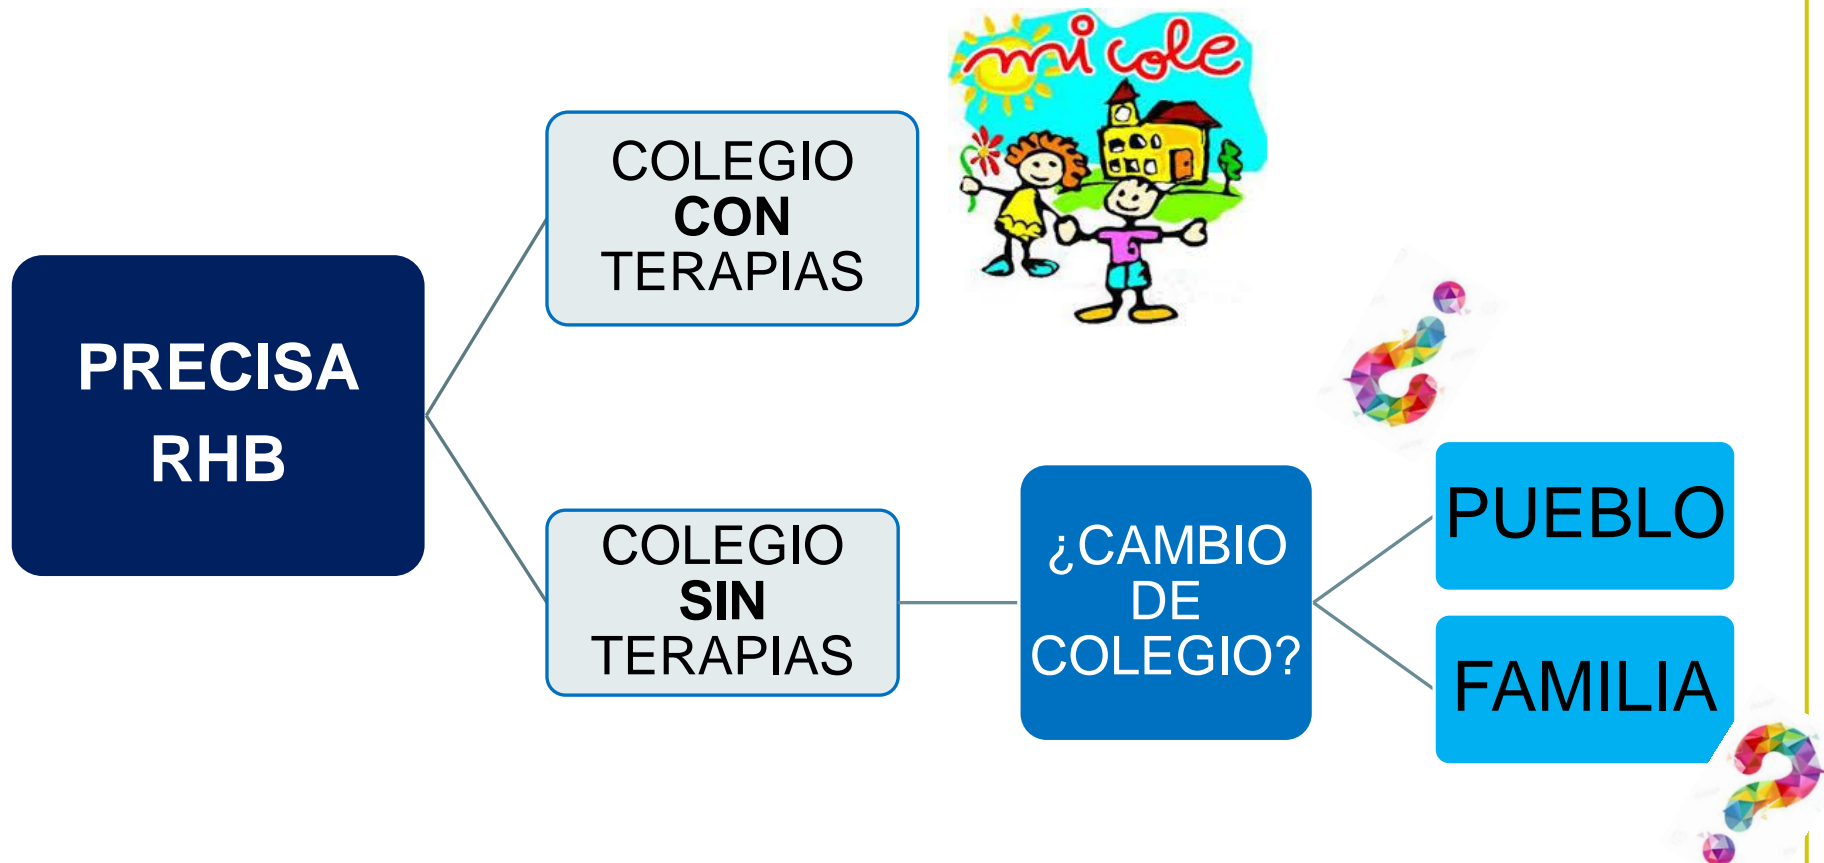 mi cole
COLEGIO
CON
TERAPIAS
PRECISA
RHB
COLEGIO
SIN
TERAPIAS
¿CAMBIO
DE
COLEGIO?
¿
PUEBLO
FAMILIA
?